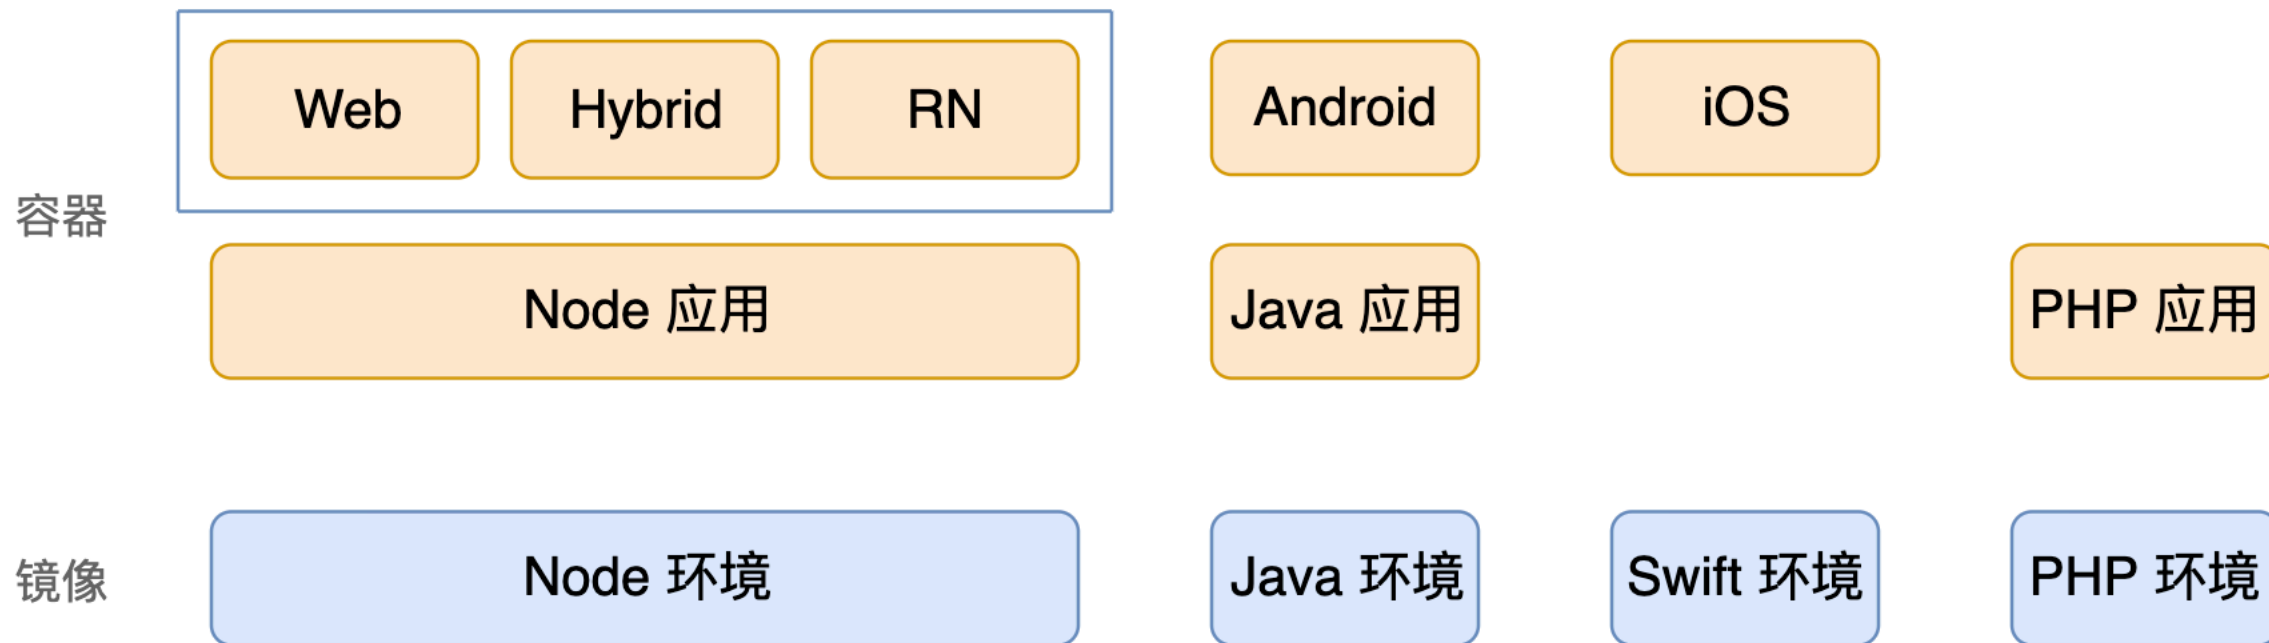 Web
Hybrid
RN
Android
iOS
容器
Node 应用
Java 应用
PHP 应用
镜像
Node 环境
Java 环境
Swift 环境
PHP 环境